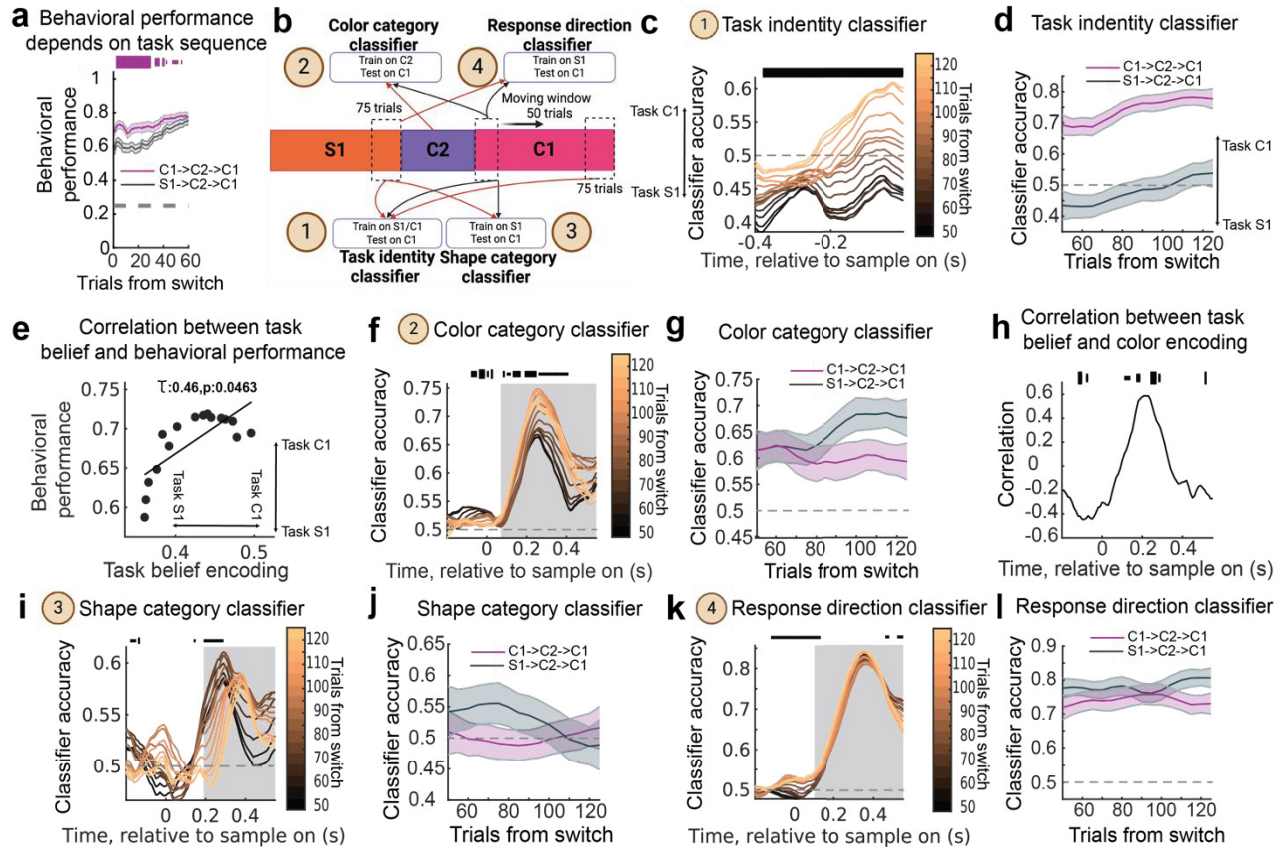 a
Behavioral performance
depends on task sequence
1
0.8
0.6
0.4
0.2
0
Behavioral
performance
C1->C2->C1
S1->C2->C1
0 20 40 60
Trials from switch
b
Color category
classifier
Response direction
classifier
2
Train on C2
Test on C1
4
Train on S1
Test on C1
75 trials
Moving window
50 trials
S1
C2
C1
75 trials
1
Train on S1/C1
Test on C1
Train on S1
Test on C1
3
Task identity
classifier
Shape category
classifier
c
1 Task indentity classifier
Classifier accuracy
0.6
0.55
0.5
0.45
0.4
-0.4 -0.2
Time, relative to sample on (s)
120
110
100
90
80
70
60
50
Trials from switch
Task C1
Task S1
d
Task indentity classifier
C1->C2->C1
S1->C2->C1
Classifier accuracy
0.8
0.7
0.6
0.5
0.4
60 80 100 120
Trials from switch
Task C1
Task S1
e
Correlation between task
belief and behavioral performance
τ:0.46,p:0.0463
Behavioral
performance
0.75
0.7
0.65
0.6
Task S1
Task C1
Task C1
Task S1
0.4 0.5
Task belief encoding
f
2 Color category classifier
Classifier accuracy
0.75
0.7
0.65
0.6
0.55
0.5
0 0.2 0.4
Time, relative to sample on (s)
120
110
100
90
80
70
60
50
Trials from switch
g
Color category classifier
C1->C2->C1
S1->C2->C1
Classifier accuracy
0.75
0.7
0.65
0.6
0.55
0.5
0.45
60 80 100 120
Trials from switch
h
Correlation between task
belief and color encoding
Correlation
0.6
0.4
0.2
0
-0.2
-0.4
-0.6
0 0.2 0.4
Time, relative to sample on (s)
i
3 Shape category classifier
Classifier accuracy
0.6
0.55
0.5
0 0.2 0.4
Time, relative to sample on (s)
120
110
100
90
80
70
60
50
Trials from switch
j
Shape category classifier
C1->C2->C1
S1->C2->C1
Classifier accuracy
0.65
0.6
0.55
0.5
0.45
0.4
60 80 100 120
Trials from switch
k
4 Response direction classifier
Classifier accuracy
0.8
0.7
0.6
0.5
0 0.2 0.4
Time, relative to sample on (s)
120
110
100
90
80
70
60
50
Trials from switch
l
Response direction classifier
C1->C2->C1
S1->C2->C1
Classifier accuracy
0.9
0.8
0.7
0.6
0.5
60 80 100 120
Trials from switch